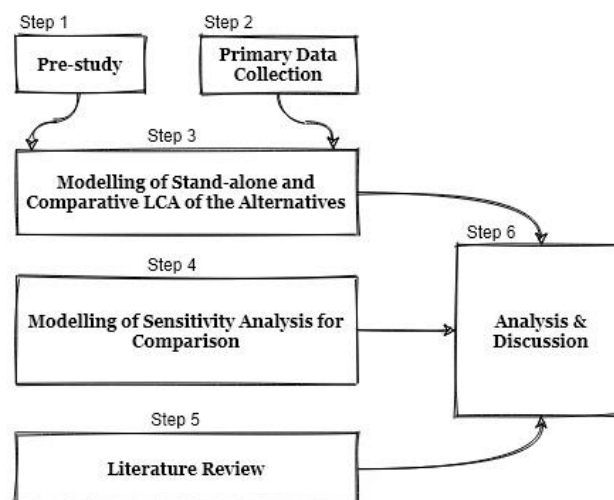 Step 1
Pre-study
Step 2
Primary Data
Collection
Step 3
Modelling of Stand-alone and
Comparative LCA of the Alternatives
Step 4
Modelling of Sensitivity Analysis for
Comparison
Step 5
Literature Review
Step 6
Analysis &
Discussion